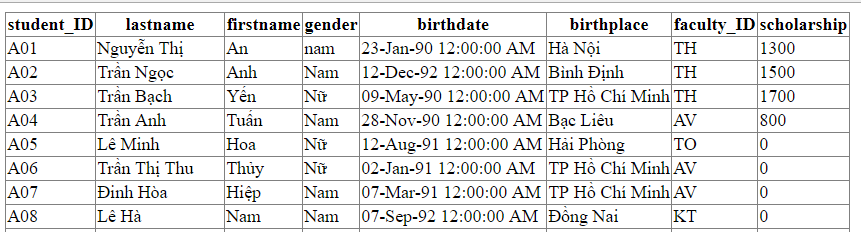 student_ID lastname firstname gender birthdate birthplace faculty_ID scholarship
A01 Nguyễn Thị An nam 23-Jan-90 12:00:00 AM Hà Nội TH 1300
A02 Trần Ngọc Anh Nam 12-Dec-92 12:00:00 AM Bình Định TH 1500
A03 Trần Bạch Yến Nữ 09-May-90 12:00:00 AM TP Hồ Chí Minh TH 1700
A04 Trần Anh Tuấn Nam 28-Nov-90 12:00:00 AM Bạc Liêu AV 800
A05 Lê Minh Hoa Nữ 12-Aug-91 12:00:00 AM Hải Phòng TO 0
A06 Trần Thị Thu Thủy Nữ 02-Jan-91 12:00:00 AM TP Hồ Chí Minh AV 0
A07 Đinh Hòa Hiệp Nam 07-Mar-91 12:00:00 AM TP Hồ Chí Minh AV 0
A08 Lê Hà Nam Nam 07-Sep-92 12:00:00 AM Đồng Nai KT 0